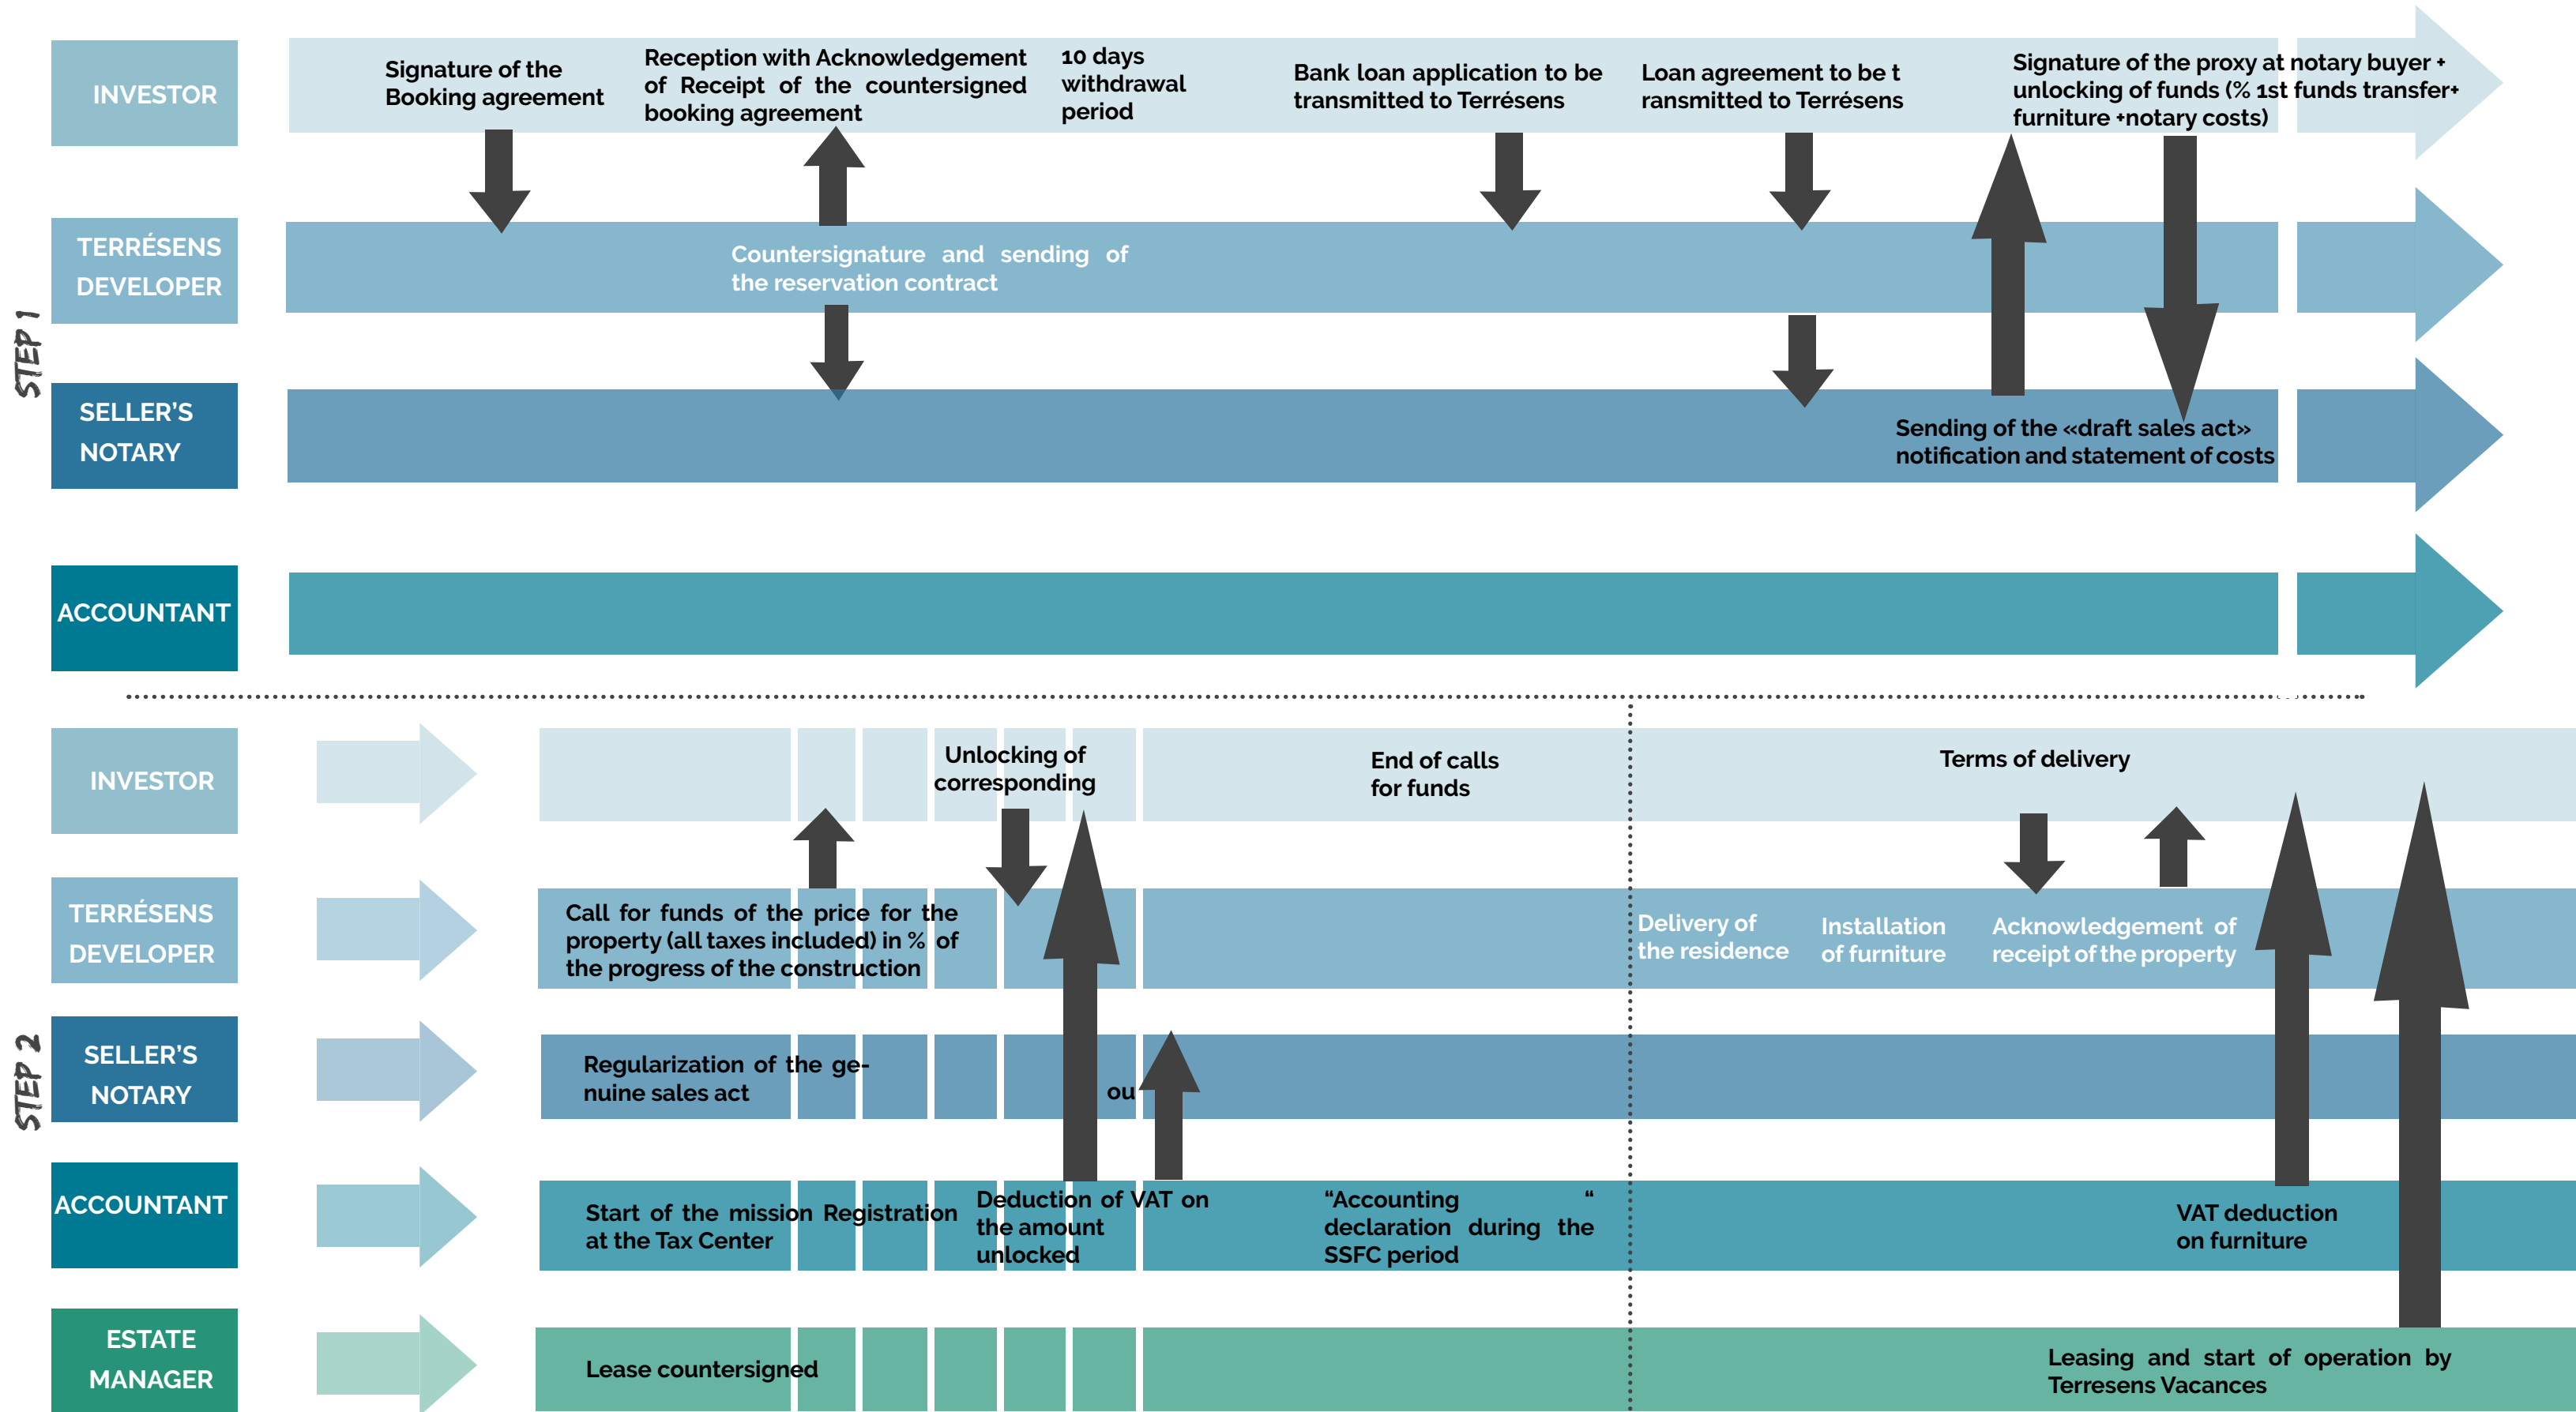 STEP 1
INVESTOR
Signature of the
Booking agreement
Reception with Acknowledgement
of Receipt of the countersigned
booking agreement
10 days
withdrawal
period
Bank loan application to be
transmitted to Terrésens
Loan agreement to be t
ransmitted to Terrésens
Signature of the proxy at notary buyer +
unlocking of funds (% 1st funds transfer+
furniture +notary costs)
TERRÉSENS
DEVELOPER
Countersignature and sending of
the reservation contract
SELLER’S
NOTARY
Sending of the «draft sales act»
notification and statement of costs
ACCOUNTANT
STEP 2
INVESTOR
Unlocking of
corresponding
End of calls
for funds
Terms of delivery
TERRÉSENS
DEVELOPER
Call for funds of the price for the
property (all taxes included) in % of
the progress of the construction
Delivery of
the residence
Installation
of furniture
Acknowledgement of
receipt of the property
SELLER’S
NOTARY
Regularization of the ge-
nuine sales act
ou
ACCOUNTANT
Start of the mission Registration
at the Tax Center
Deduction of VAT on
the amount
unlocked
“Accounting “
declaration during the
SSFC period
VAT deduction
on furniture
ESTATE
MANAGER
Lease countersigned
Leasing and start of operation by
Terresens Vacances